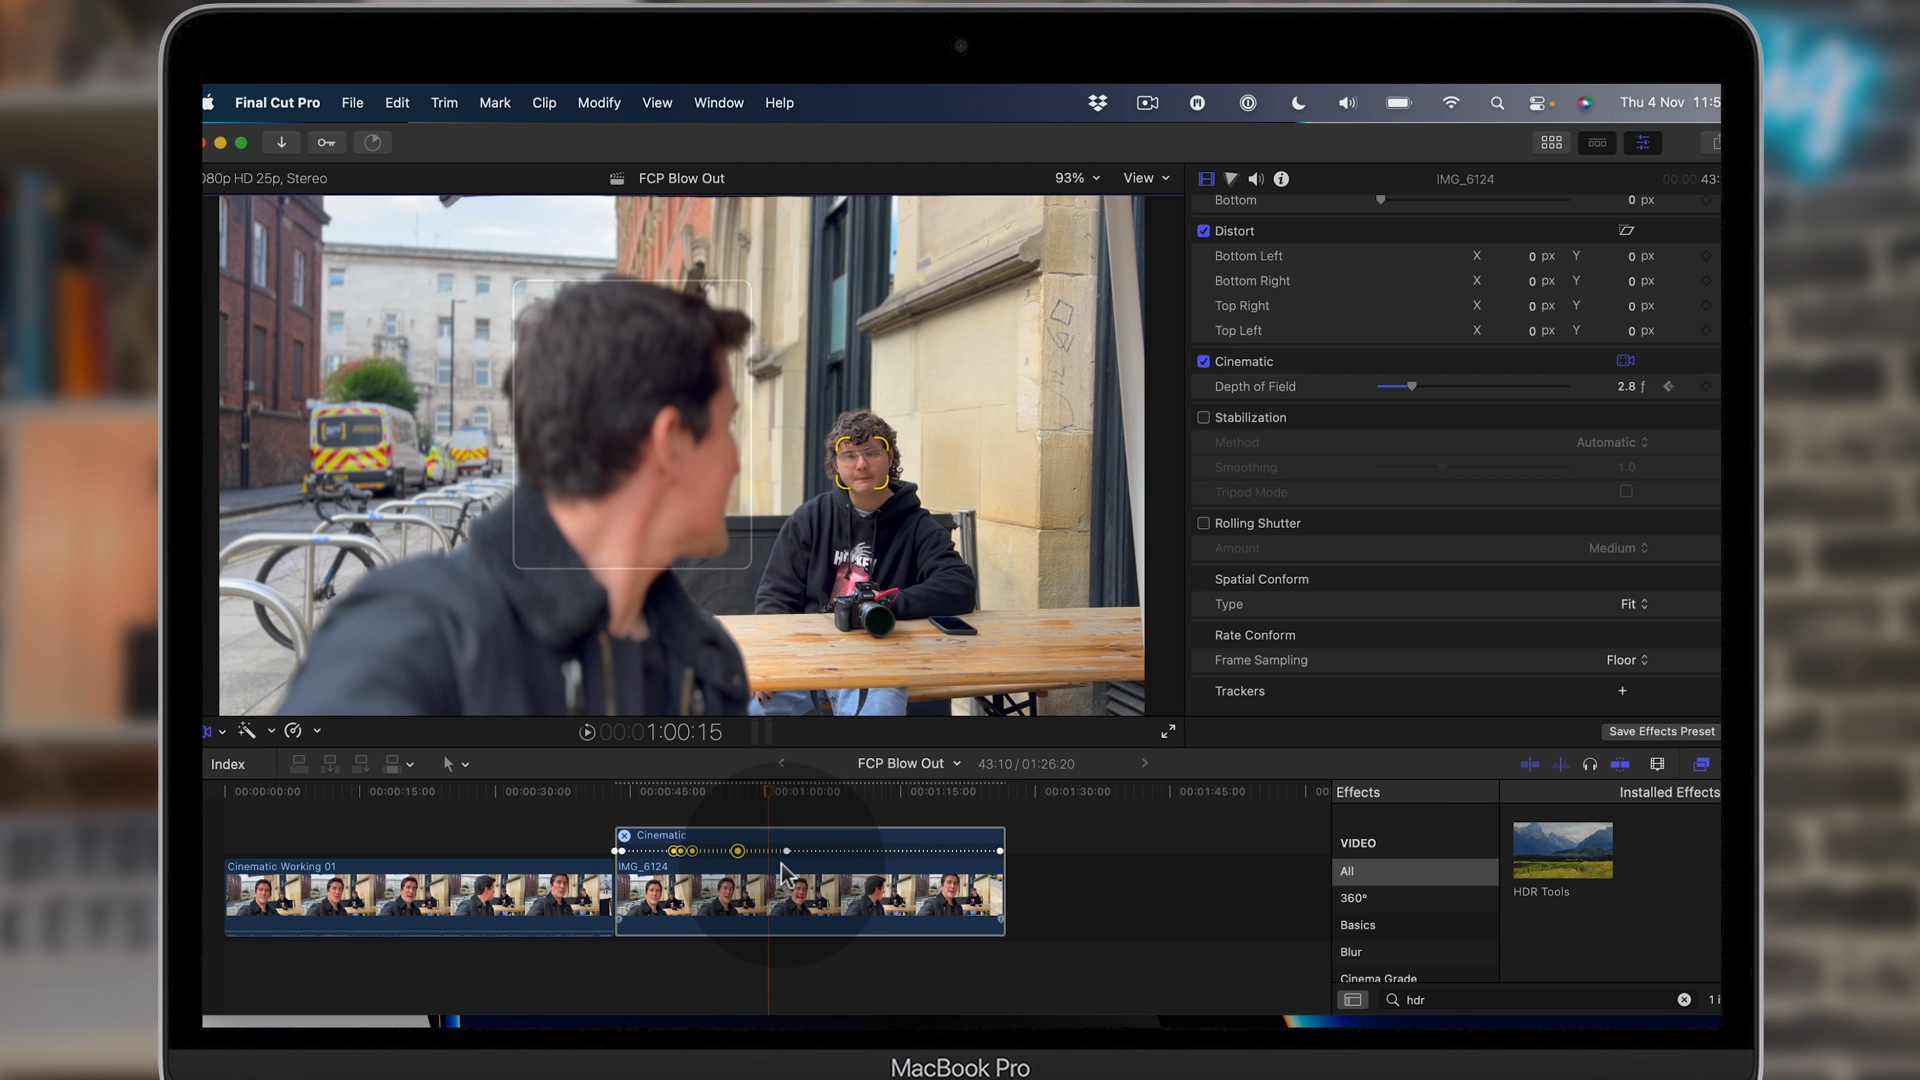 Final Cut Pro File Edit Trim Mark Clip Modify View Window Help Thu 4 Nov 11:5
080p HD 25p, Stereo FCP Blow Out 93% View IMG_6124 00:00:43:
Bottom 0 px
Distort
Bottom Left X 0 px Y 0 px
Bottom Right X 0 px Y 0 px
Top Right X 0 px Y 0 px
Top Left X 0 px Y 0 px
Cinematic
Depth of Field 2.8 ƒ
Stabilization
Method Automatic
Smoothing 1.0
Tripod Mode
Rolling Shutter
Amount Medium
Spatial Conform
Type Fit
Rate Conform
Frame Sampling Floor
Trackers +
HOCKEY
00:01:00:15 Save Effects Preset
Index FCP Blow Out 43:10 / 01:26:20
00:00:00:00 00:00:15:00 00:00:30:00 00:00:45:00 00:01:00:00 00:01:15:00 00:01:30:00 00:01:45:00 00:
Effects Installed Effects
Cinematic
Cinematic Working 01 IMG_6124
VIDEO
All
360°
Basics
Blur
Cinema Grade
HDR Tools
hdr 1 i
MacBook Pro